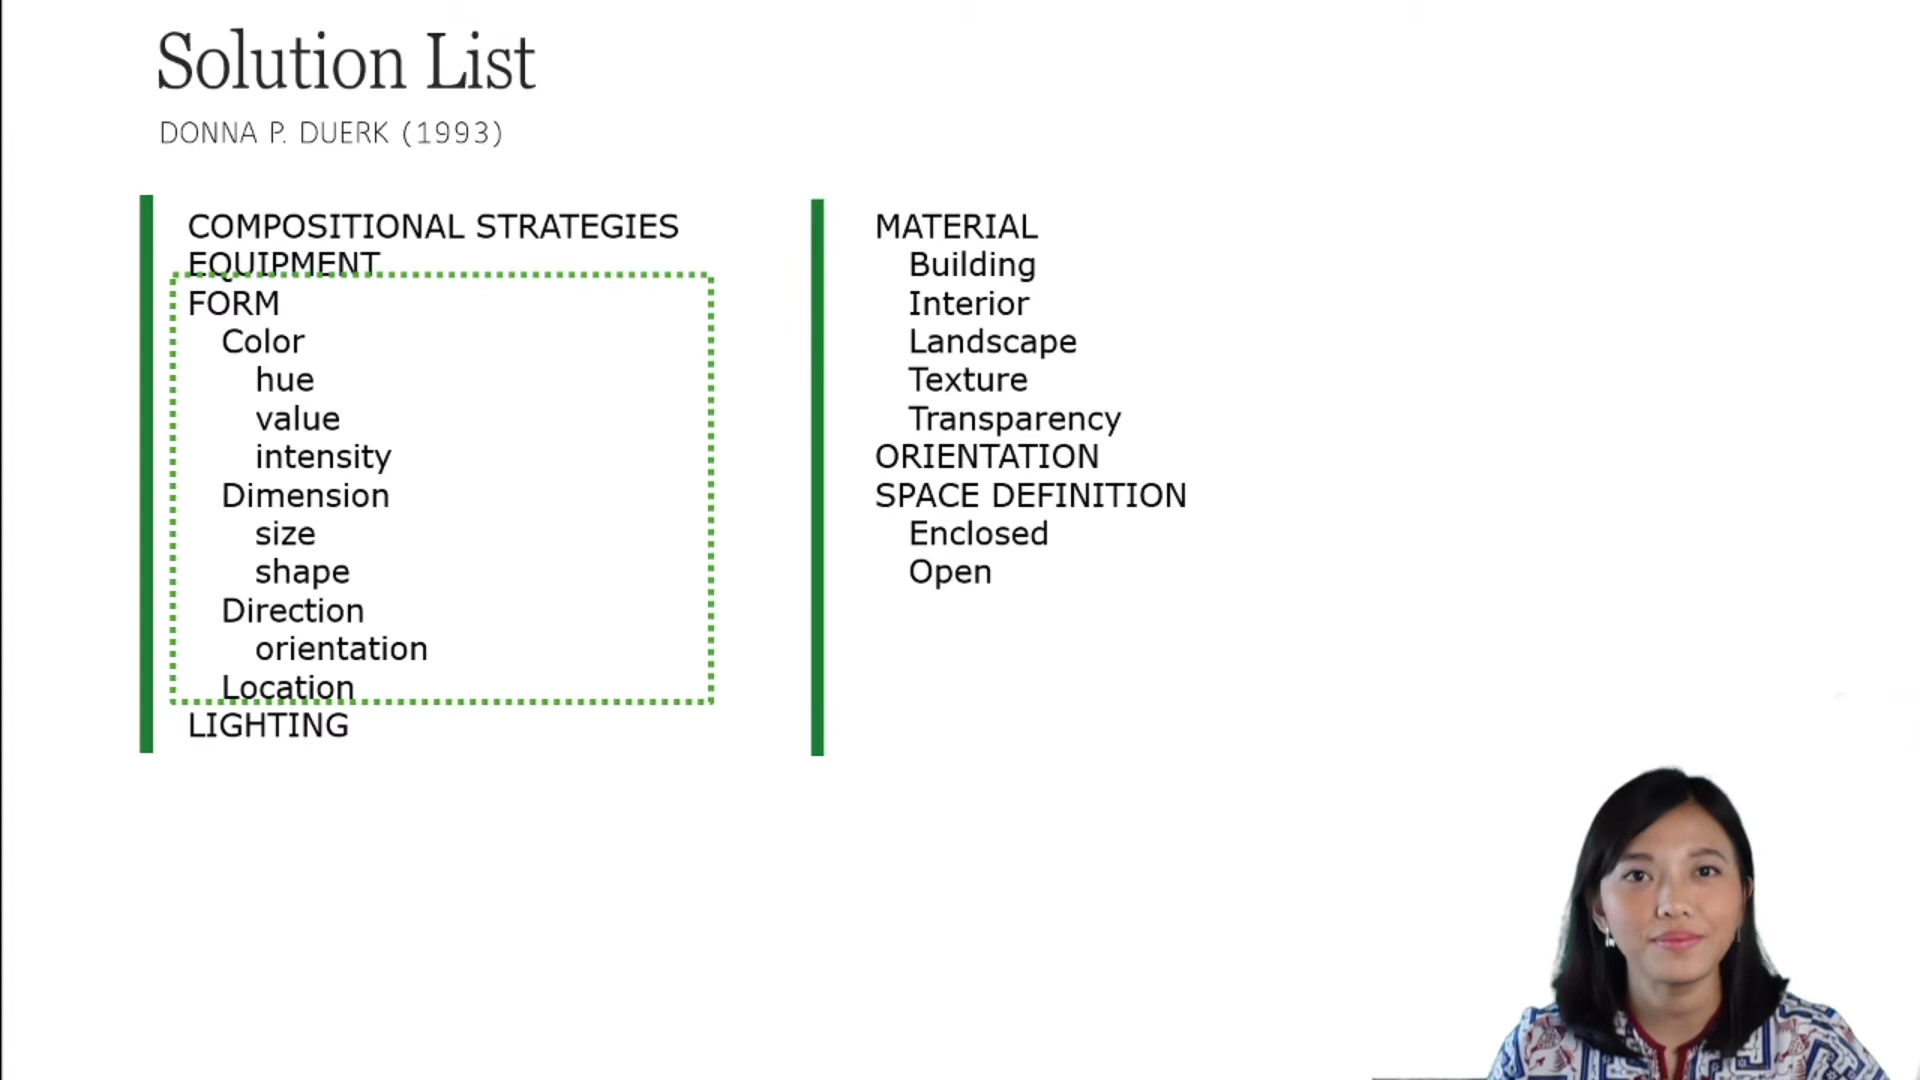 Solution List
DONNA P. DUERK (1993)
COMPOSITIONAL STRATEGIES
EQUIPMENT
FORM
Color
hue
value
intensity
Dimension
size
shape
Direction
orientation
Location
LIGHTING
MATERIAL
Building
Interior
Landscape
Texture
Transparency
ORIENTATION
SPACE DEFINITION
Enclosed
Open